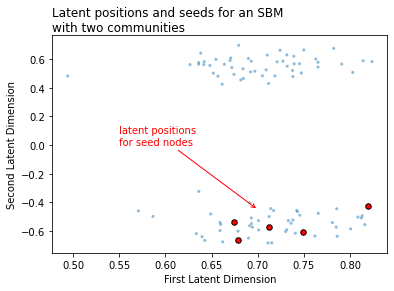 Latent positions and seeds for an SBM
with two communities
Second Latent Dimension
0.6
0.4
0.2
0.0
−0.2
−0.4
−0.6
latent positions
for seed nodes
0.50
0.55
0.60
0.65
0.70
0.75
0.80
First Latent Dimension